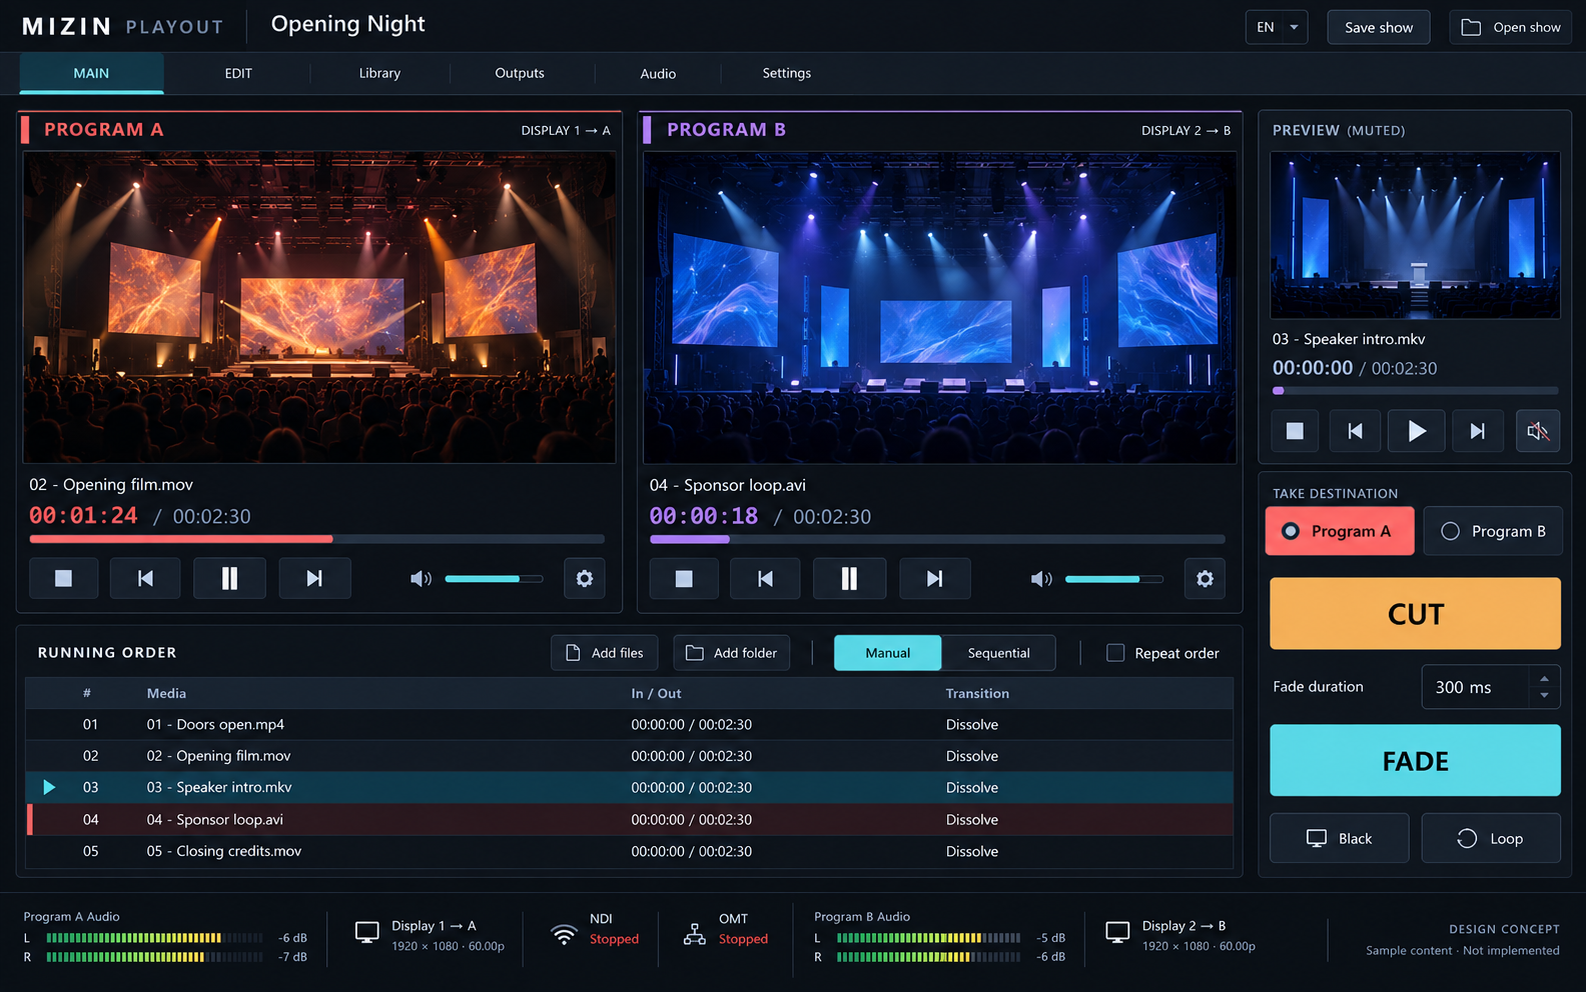 MIZIN PLAYOUT
Opening Night
EN
Save show
Open show
MAIN
EDIT
Library
Outputs
Audio
Settings
PROGRAM A
DISPLAY 1 → A
02 - Opening film.mov
00:01:24 / 00:02:30
PROGRAM B
DISPLAY 2 → B
04 - Sponsor loop.avi
00:00:18 / 00:02:30
PREVIEW (MUTED)
03 - Speaker intro.mkv
00:00:00 / 00:02:30
TAKE DESTINATION
Program A
Program B
CUT
Fade duration
300 ms
FADE
Black
Loop
RUNNING ORDER
Add files
Add folder
Manual
Sequential
Repeat order
# Media In / Out Transition
01 01 - Doors open.mp4 00:00:00 / 00:02:30 Dissolve
02 02 - Opening film.mov 00:00:00 / 00:02:30 Dissolve
03 03 - Speaker intro.mkv 00:00:00 / 00:02:30 Dissolve
04 04 - Sponsor loop.avi 00:00:00 / 00:02:30 Dissolve
05 05 - Closing credits.mov 00:00:00 / 00:02:30 Dissolve
Program A Audio
L -6 dB
R -7 dB
Display 1 → A
1920 × 1080 · 60.00p
NDI
Stopped
OMT
Stopped
Program B Audio
L -5 dB
R -6 dB
Display 2 → B
1920 × 1080 · 60.00p
DESIGN CONCEPT
Sample content · Not implemented